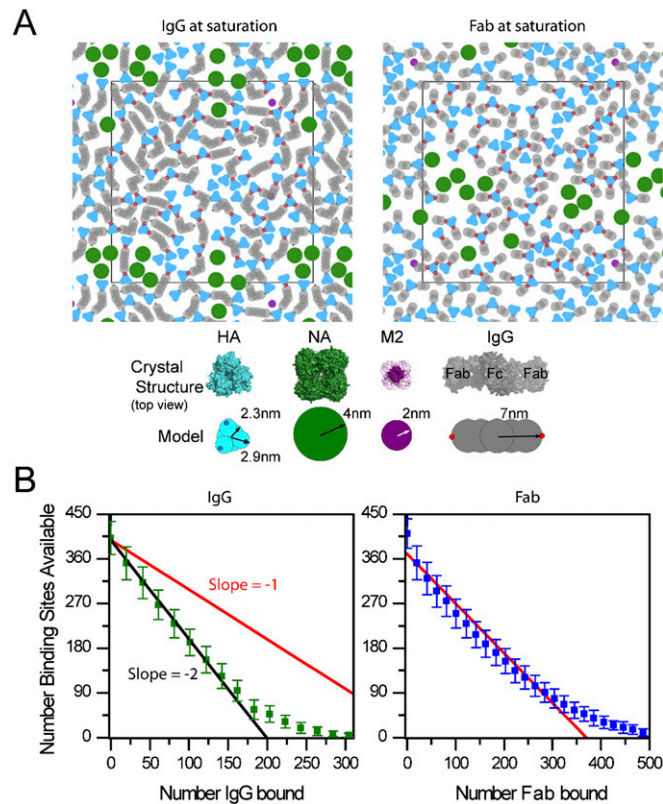 A
IgG at saturation
Fab at saturation
HA NA M2 IgG
Crystal Structure (top view)
Fab Fc Fab
Model
2.3nm
2.9nm
4nm
2nm
7nm
B
IgG
Fab
Number Binding Sites Available
450
360
270
180
90
0
Slope = -1
Slope = -2
0 50 100 150 200 250 300
Number IgG bound
450
360
270
180
90
0
0 100 200 300 400 500
Number Fab bound